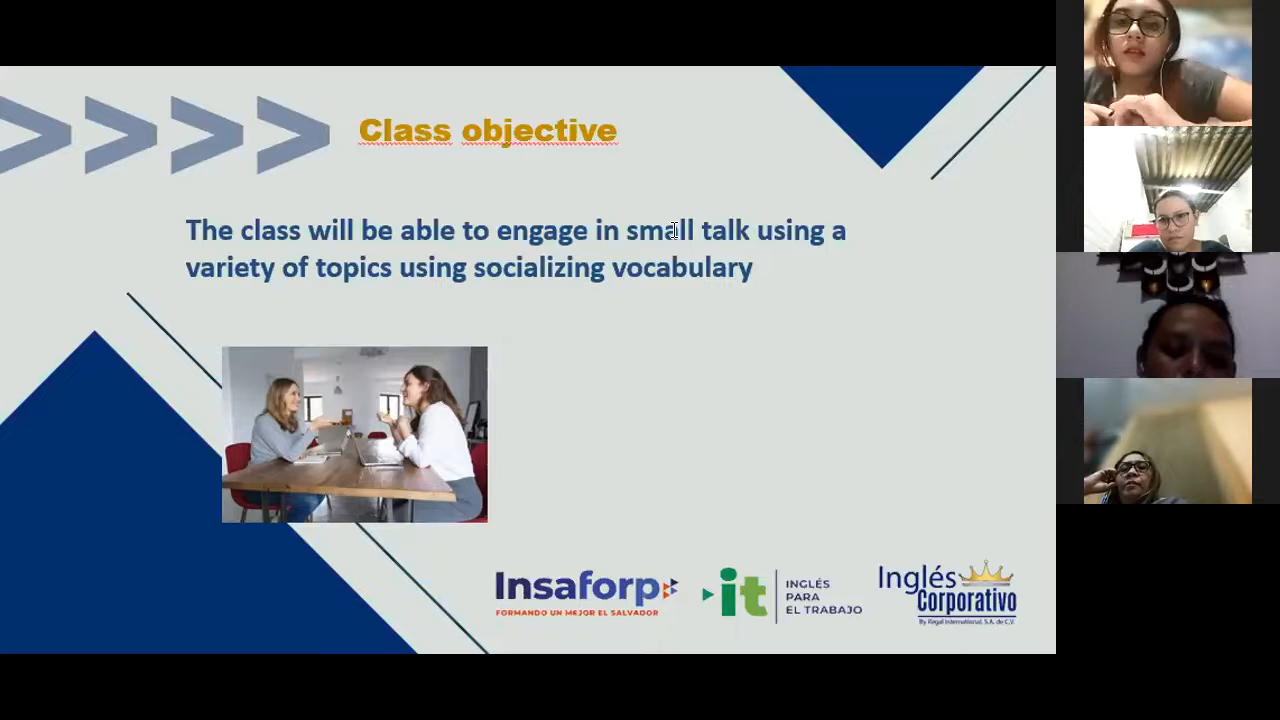 Class objective
The class will be able to engage in small talk using a
variety of topics using socializing vocabulary
Insaforp
FORMANDO UN MEJOR EL SALVADOR
it
INGLÉS
PARA
EL TRABAJO
Inglés
Corporativo
By Regal International, S.A. de C.V.